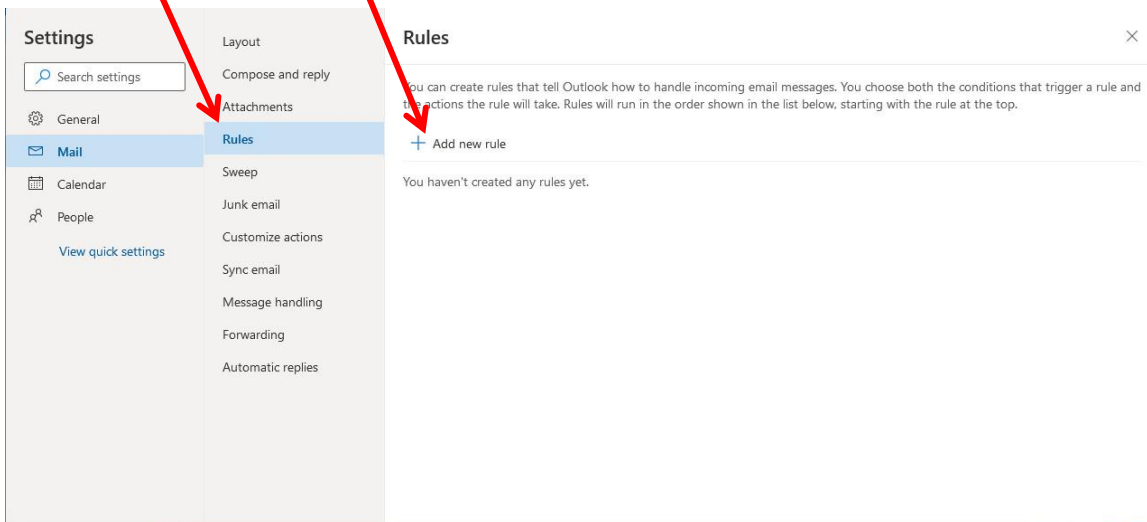 Settings
Search settings
General
Mail
Calendar
People
View quick settings
Layout
Compose and reply
Attachments
Rules
Sweep
Junk email
Customize actions
Sync email
Message handling
Forwarding
Automatic replies
Rules
You can create rules that tell Outlook how to handle incoming email messages. You choose both the conditions that trigger a rule and
the actions the rule will take. Rules will run in the order shown in the list below, starting with the rule at the top.
Add new rule
You haven't created any rules yet.